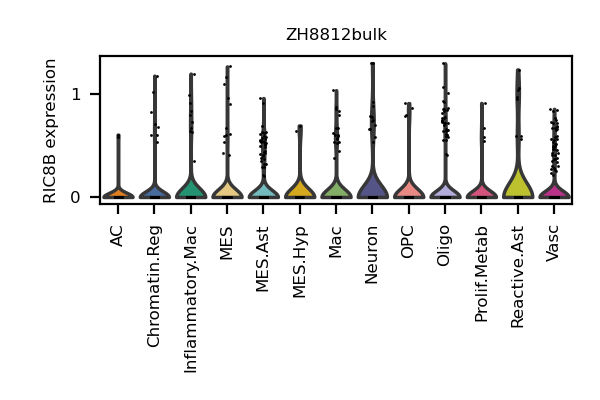 ZH8812bulk
RIC8B expression
1
0
AC
Chromatin.Reg
Inflammatory.Mac
MES
MES.Ast
MES.Hyp
Mac
Neuron
OPC
Oligo
Prolif.Metab
Reactive.Ast
Vasc